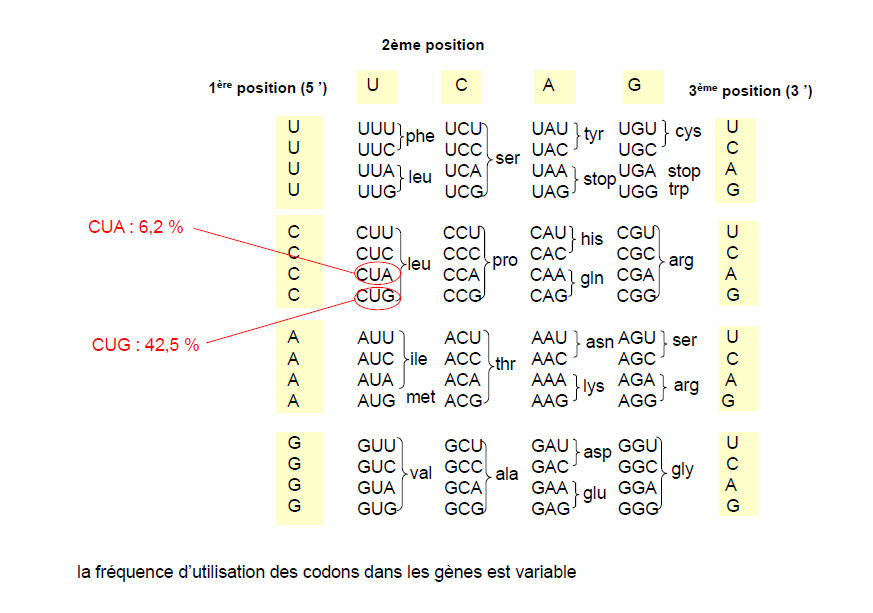 2ème position
1ère position (5 ’) U C A G 3ème position (3 ’)
U UUU phe UCU ser UAU tyr UGU cys U
U UUC UCC UAC UGC C
U UUA leu UCA UAA stop UGA stop A
U UUG UCG UAG UGG trp G
CUA : 6,2 %
C CUU leu CCU pro CAU his CGU arg U
C CUC CCC CAC CGC C
C CUA CCA CAA gln CGA A
C CUG CCG CAG CGG G
CUG : 42,5 %
A AUU ile ACU thr AAU asn AGU ser U
A AUC ACC AAC AGC C
A AUA ACA AAA lys AGA arg A
A AUG met ACG AAG AGG G
G GUU val GCU ala GAU asp GGU gly U
G GUC GCC GAC GGC C
G GUA GCA GAA glu GGA A
G GUG GCG GAG GGG G
la fréquence d’utilisation des codons dans les gènes est variable